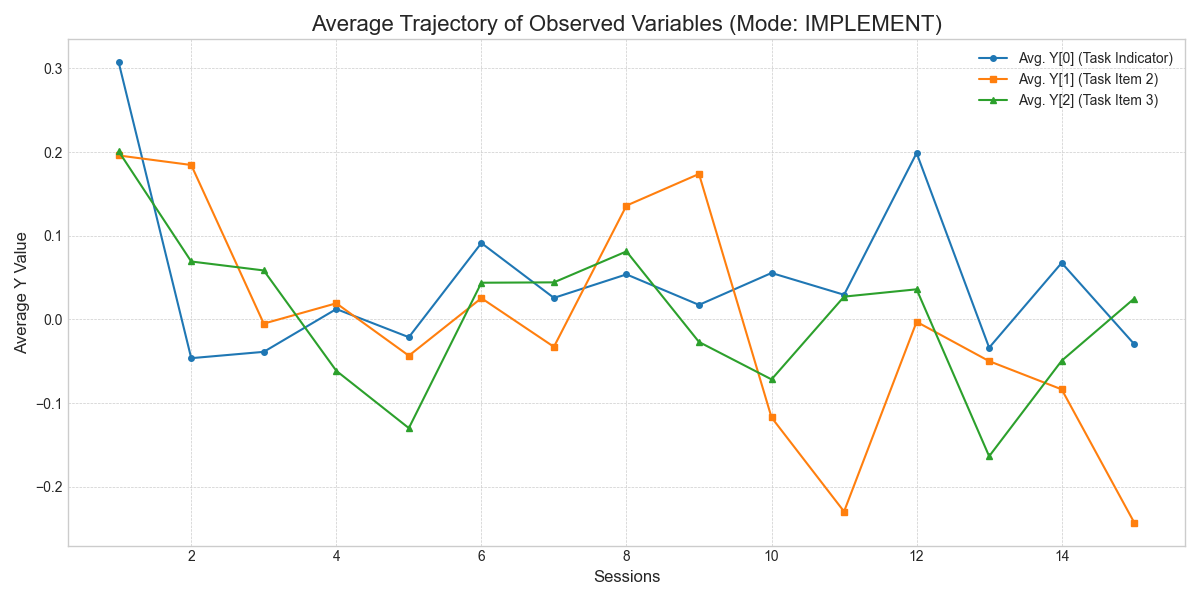 Average Trajectory of Observed Variables (Mode: IMPLEMENT)
Avg. Y[0] (Task Indicator)
Avg. Y[1] (Task Item 2)
Avg. Y[2] (Task Item 3)
Average Y Value
0.3
0.2
0.1
0.0
−0.1
−0.2
2 4 6 8 10 12 14
Sessions